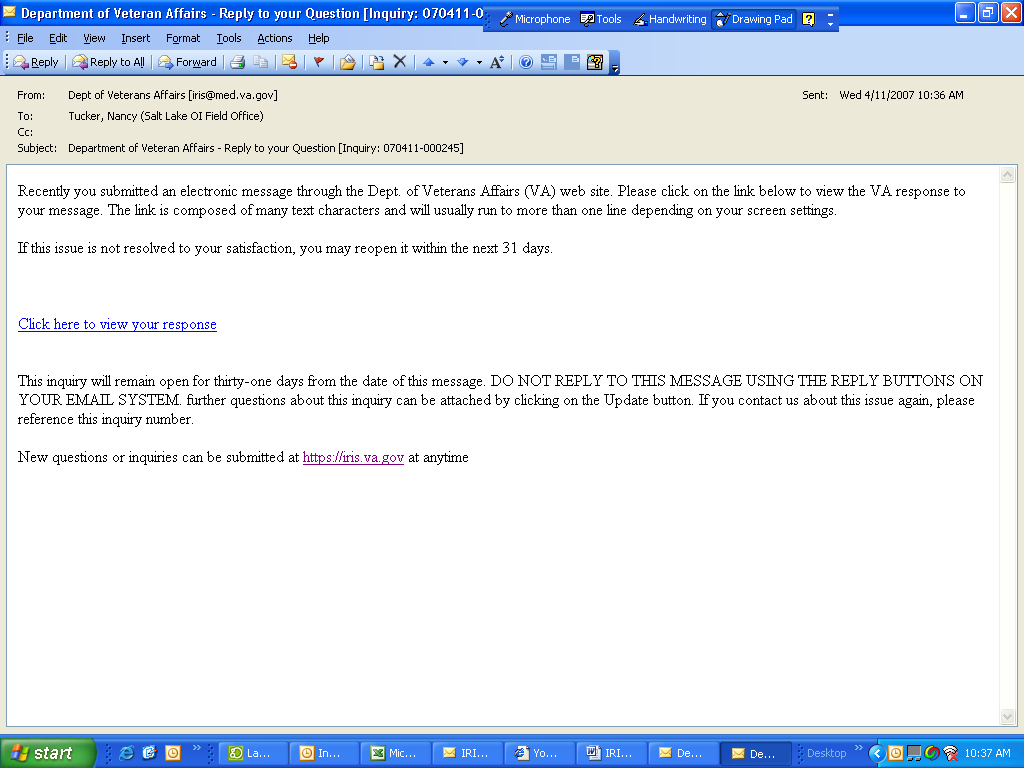 Department of Veteran Affairs - Reply to your Question [Inquiry: 070411-0
Microphone Tools Handwriting Drawing Pad
File Edit View Insert Format Tools Actions Help
Reply Reply to All Forward
From: Dept of Veterans Affairs [iris@med.va.gov] Sent: Wed 4/11/2007 10:36 AM
To: Tucker, Nancy (Salt Lake OI Field Office)
Cc:
Subject: Department of Veteran Affairs - Reply to your Question [Inquiry: 070411-000245]
Recently you submitted an electronic message through the Dept. of Veterans Affairs (VA) web site. Please click on the link below to view the VA response to
your message. The link is composed of many text characters and will usually run to more than one line depending on your screen settings.
If this issue is not resolved to your satisfaction, you may reopen it within the next 31 days.
Click here to view your response
This inquiry will remain open for thirty-one days from the date of this message. DO NOT REPLY TO THIS MESSAGE USING THE REPLY BUTTONS ON
YOUR EMAIL SYSTEM. further questions about this inquiry can be attached by clicking on the Update button. If you contact us about this issue again, please
reference this inquiry number.
New questions or inquiries can be submitted at https://iris.va.gov at anytime
start La... In... Mic... IRI... Yo... IRI... De... De... Desktop 10:37 AM